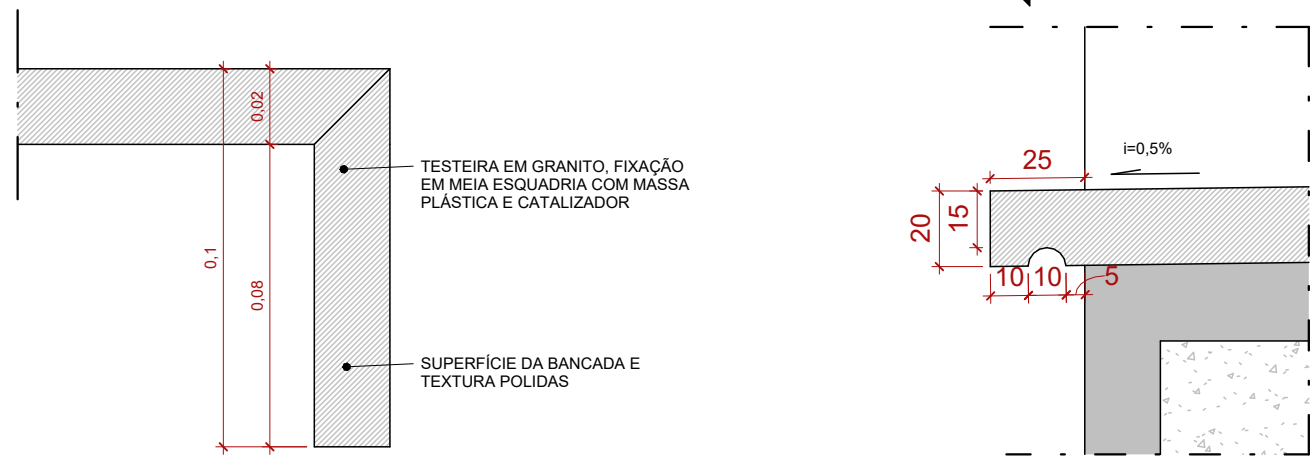 0,02
0,1
0,08
TESTEIRA EM GRANITO, FIXAÇÃO
EM MEIA ESQUADRIA COM MASSA
PLÁSTICA E CATALIZADOR
SUPERFÍCIE DA BANCADA E
TEXTURA POLIDAS
i=0,5%
25
20
15
10
10
5